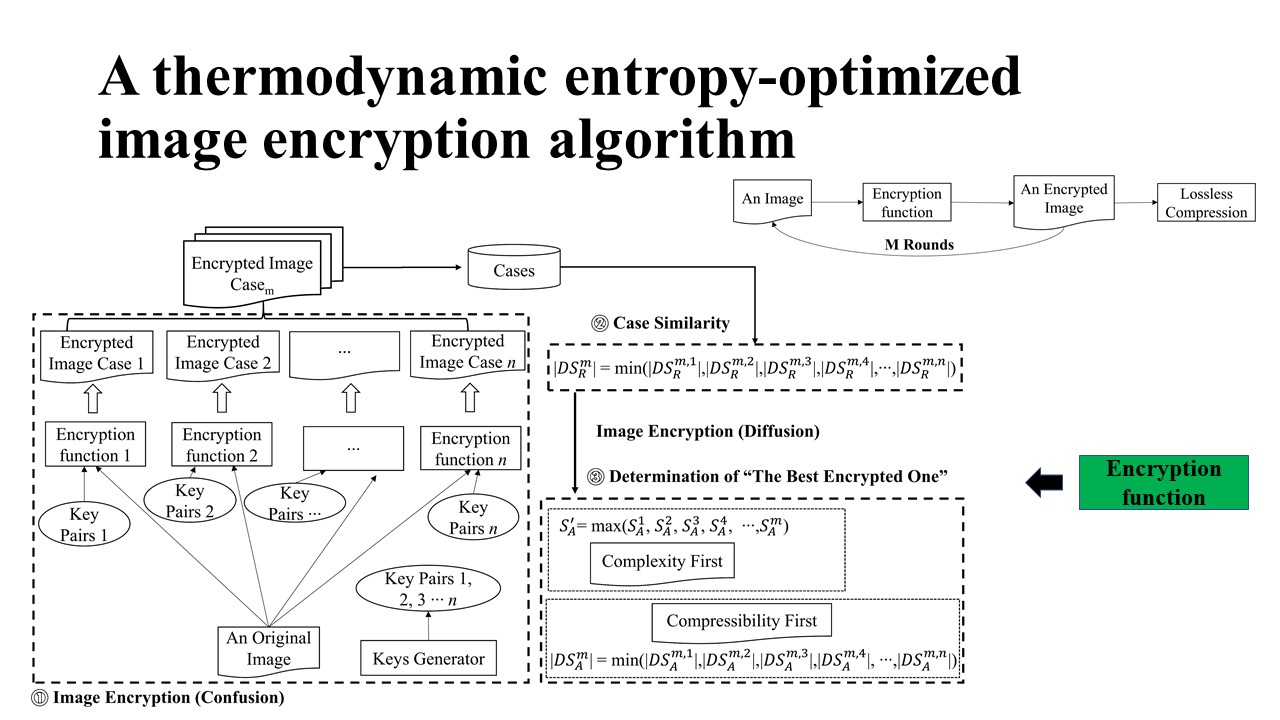 A thermodynamic entropy-optimized
image encryption algorithm
An Image
Encryption
function
An Encrypted
Image
Lossless
Compression
M Rounds
Encrypted Image
Caseₘ
Cases
② Case Similarity
Encrypted
Image Case 1
Encrypted
Image Case 2
...
Encrypted
Image Case n
|DS_R^m| = min(|DS_R^{m,1}|,|DS_R^{m,2}|,|DS_R^{m,3}|,|DS_R^{m,4}|,⋯,|DS_R^{m,n}|)
Encryption
function 1
Encryption
function 2
...
Encryption
function n
Image Encryption (Diffusion)
③ Determination of “The Best Encrypted One”
Encryption
function
Key
Pairs 1
Key
Pairs 2
Key
Pairs ⋯
Key
Pairs n
S_A^′= max(S_A^1, S_A^2, S_A^3, S_A^4, ⋯,S_A^m)
Complexity First
Key Pairs 1,
2, 3 ⋯ n
Compressibility First
An Original
Image
Keys Generator
|DS_A^m| = min(|DS_A^{m,1}|,|DS_A^{m,2}|,|DS_A^{m,3}|,|DS_A^{m,4}|, ⋯,|DS_A^{m,n}|)
① Image Encryption (Confusion)